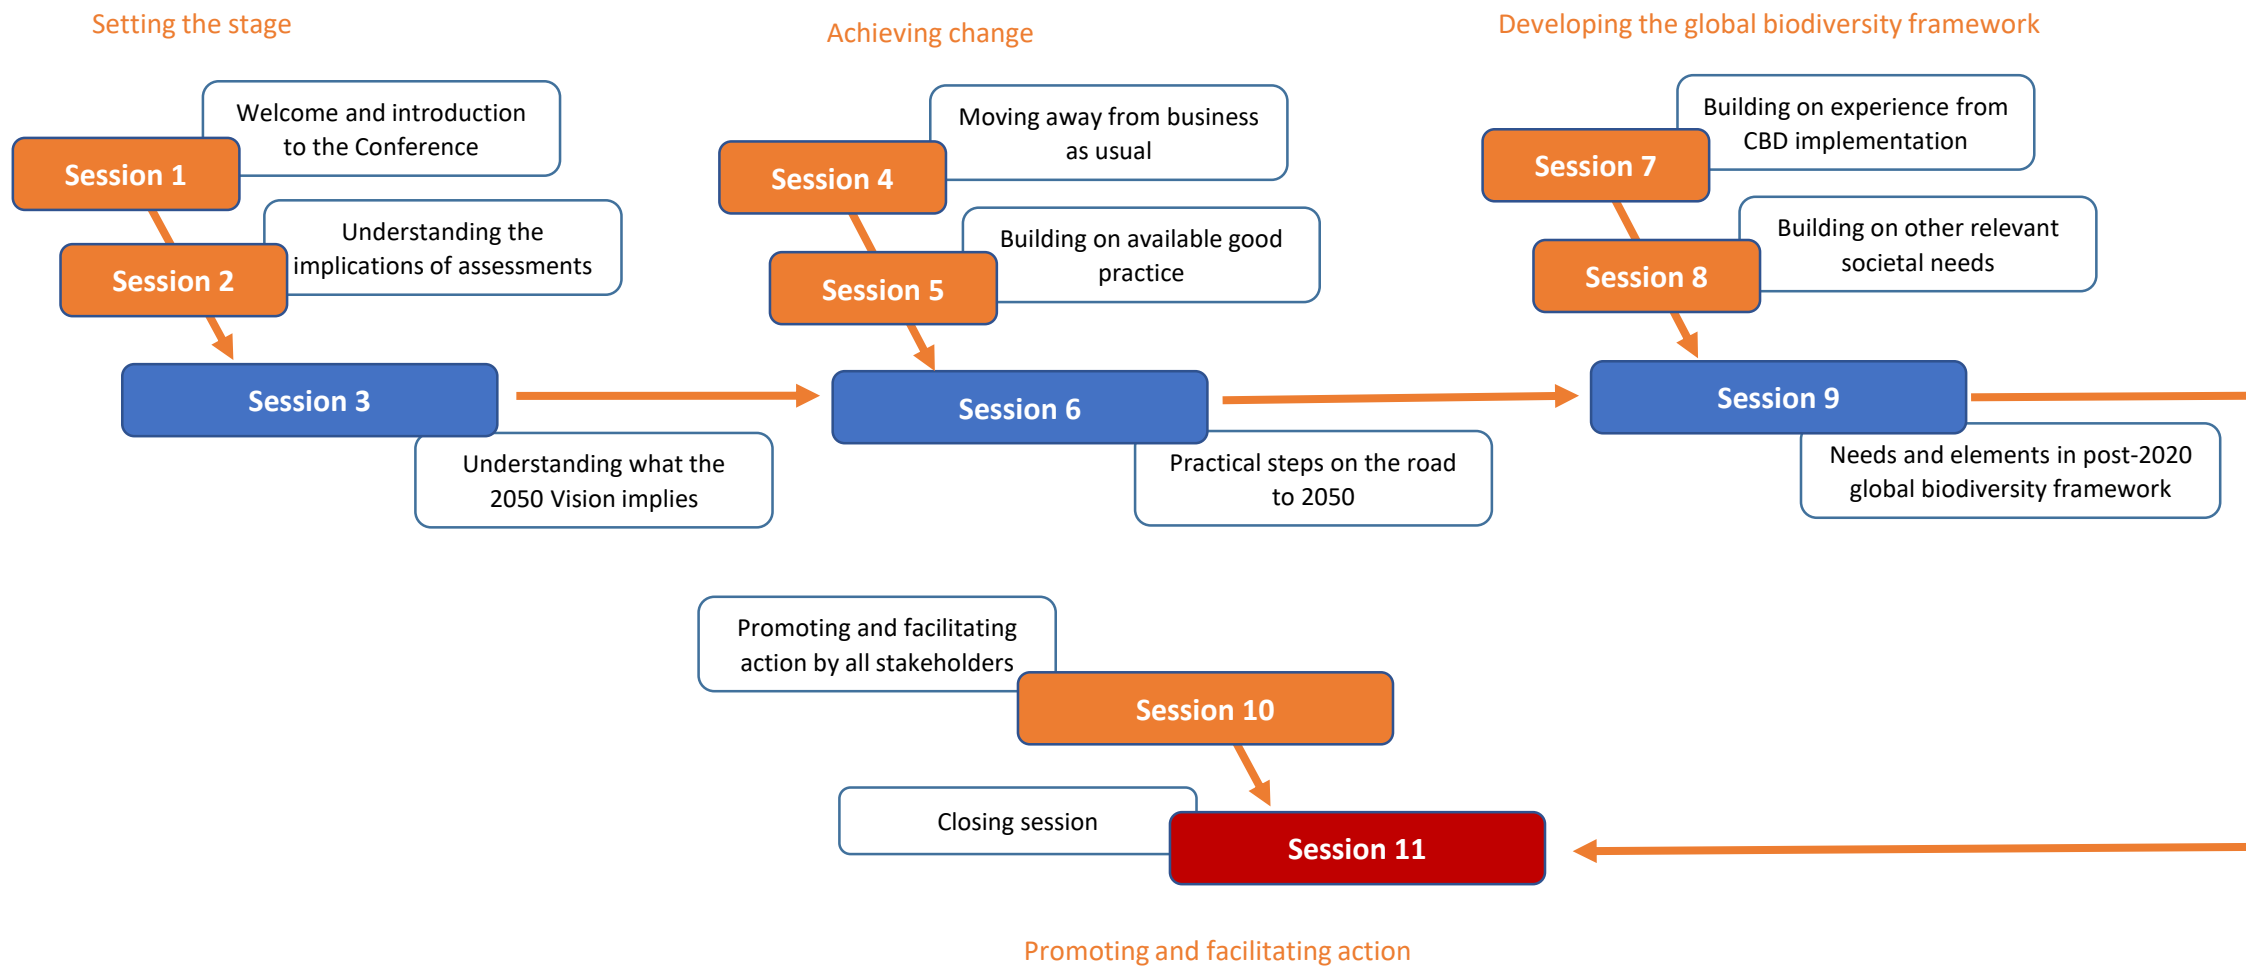 Setting the stage
Session 1
Welcome and introduction
to the Conference
Session 2
Understanding the
implications of assessments
Session 3
Understanding what the
2050 Vision implies
Achieving change
Session 4
Moving away from business
as usual
Session 5
Building on available good
practice
Session 6
Practical steps on the road
to 2050
Developing the global biodiversity framework
Session 7
Building on experience from
CBD implementation
Session 8
Building on other relevant
societal needs
Session 9
Needs and elements in post-2020
global biodiversity framework
Promoting and facilitating
action by all stakeholders
Session 10
Closing session
Session 11
Promoting and facilitating action